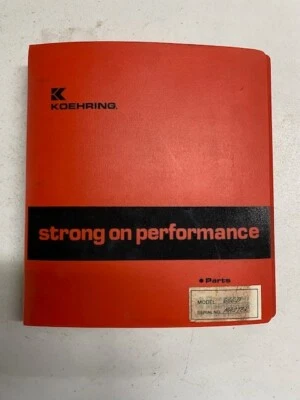 K
KOEHRING.
strong on performance
Parts
MODEL
SERIAL NO.